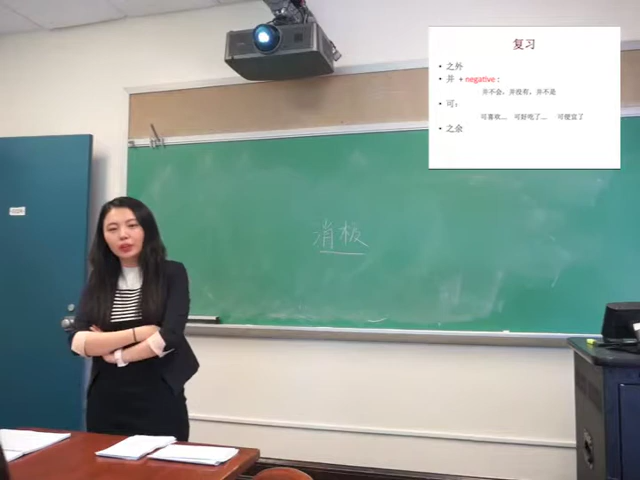 复习
• 之外
• 并 + negative :
并不会，并没有，并不是
• 可：
可喜欢... 可好吃了... 可便宜了
• 之余
消板